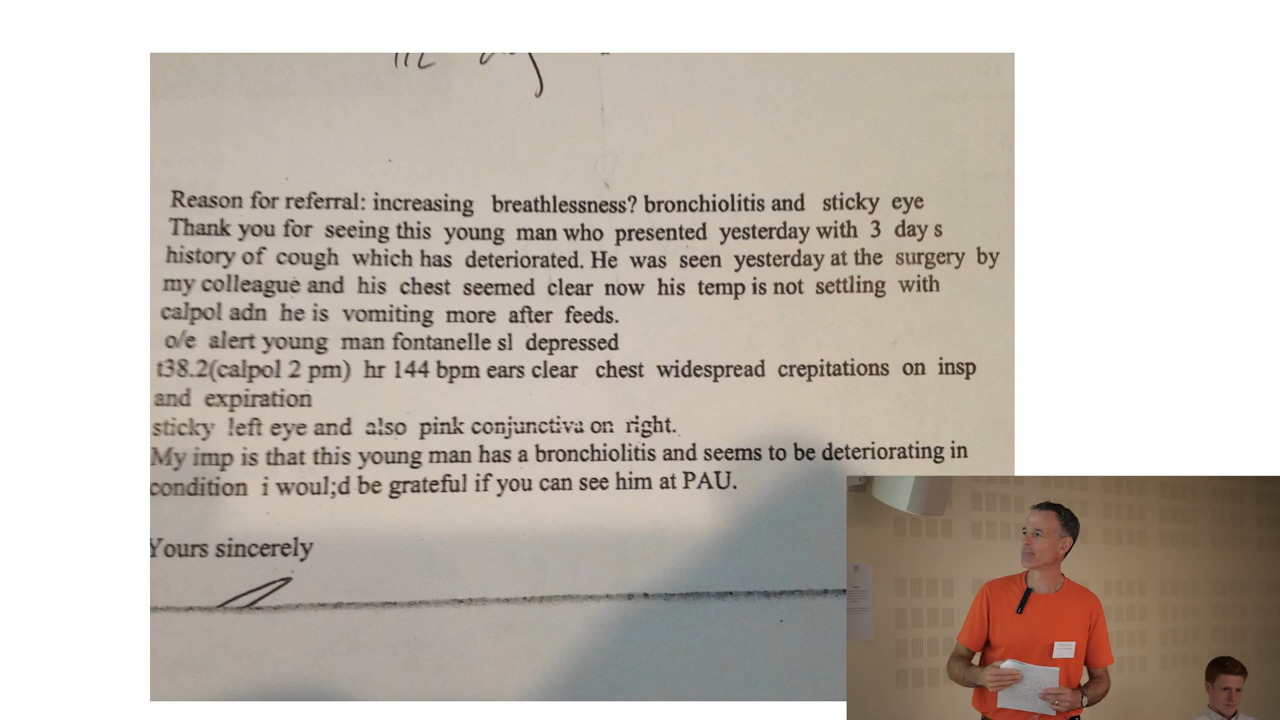 Reason for referral: increasing breathlessness? bronchiolitis and sticky eye
Thank you for seeing this young man who presented yesterday with 3 day s
history of cough which has deteriorated. He was seen yesterday at the surgery by
my colleague and his chest seemed clear now his temp is not settling with
calpol adn he is vomiting more after feeds.
o/e alert young man fontanelle sl depressed
t38.2(calpol 2 pm) hr 144 bpm ears clear chest widespread crepitations on insp
and expiration
sticky left eye and also pink conjunctiva on right.
My imp is that this young man has a bronchiolitis and seems to be deteriorating in
condition i woul;d be grateful if you can see him at PAU.
Yours sincerely